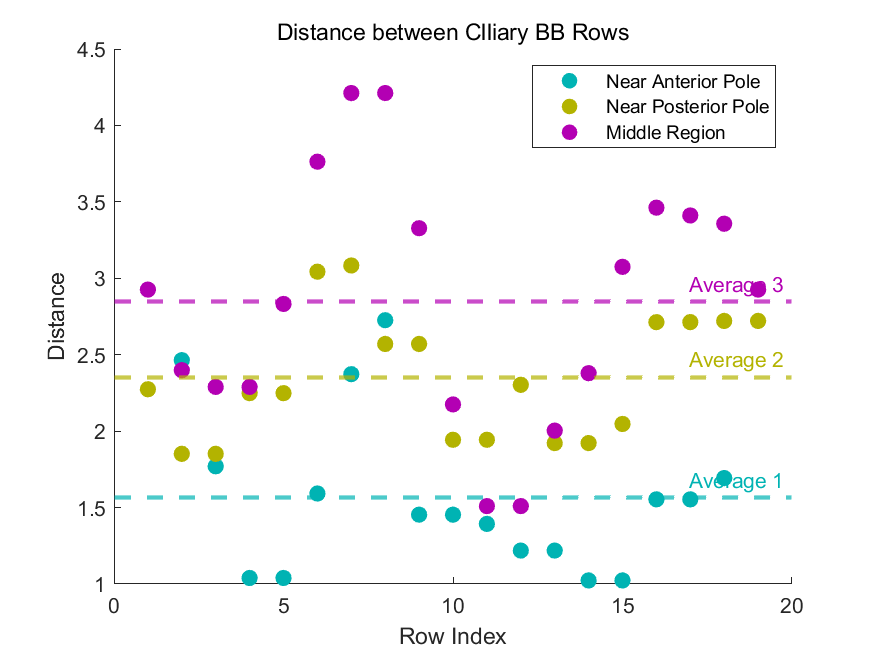 Distance between CIliary BB Rows
Near Anterior Pole
Near Posterior Pole
Middle Region
4.5
4
3.5
3
2.5
2
1.5
1
Distance
Average 3
Average 2
Average 1
0
5
10
15
20
Row Index